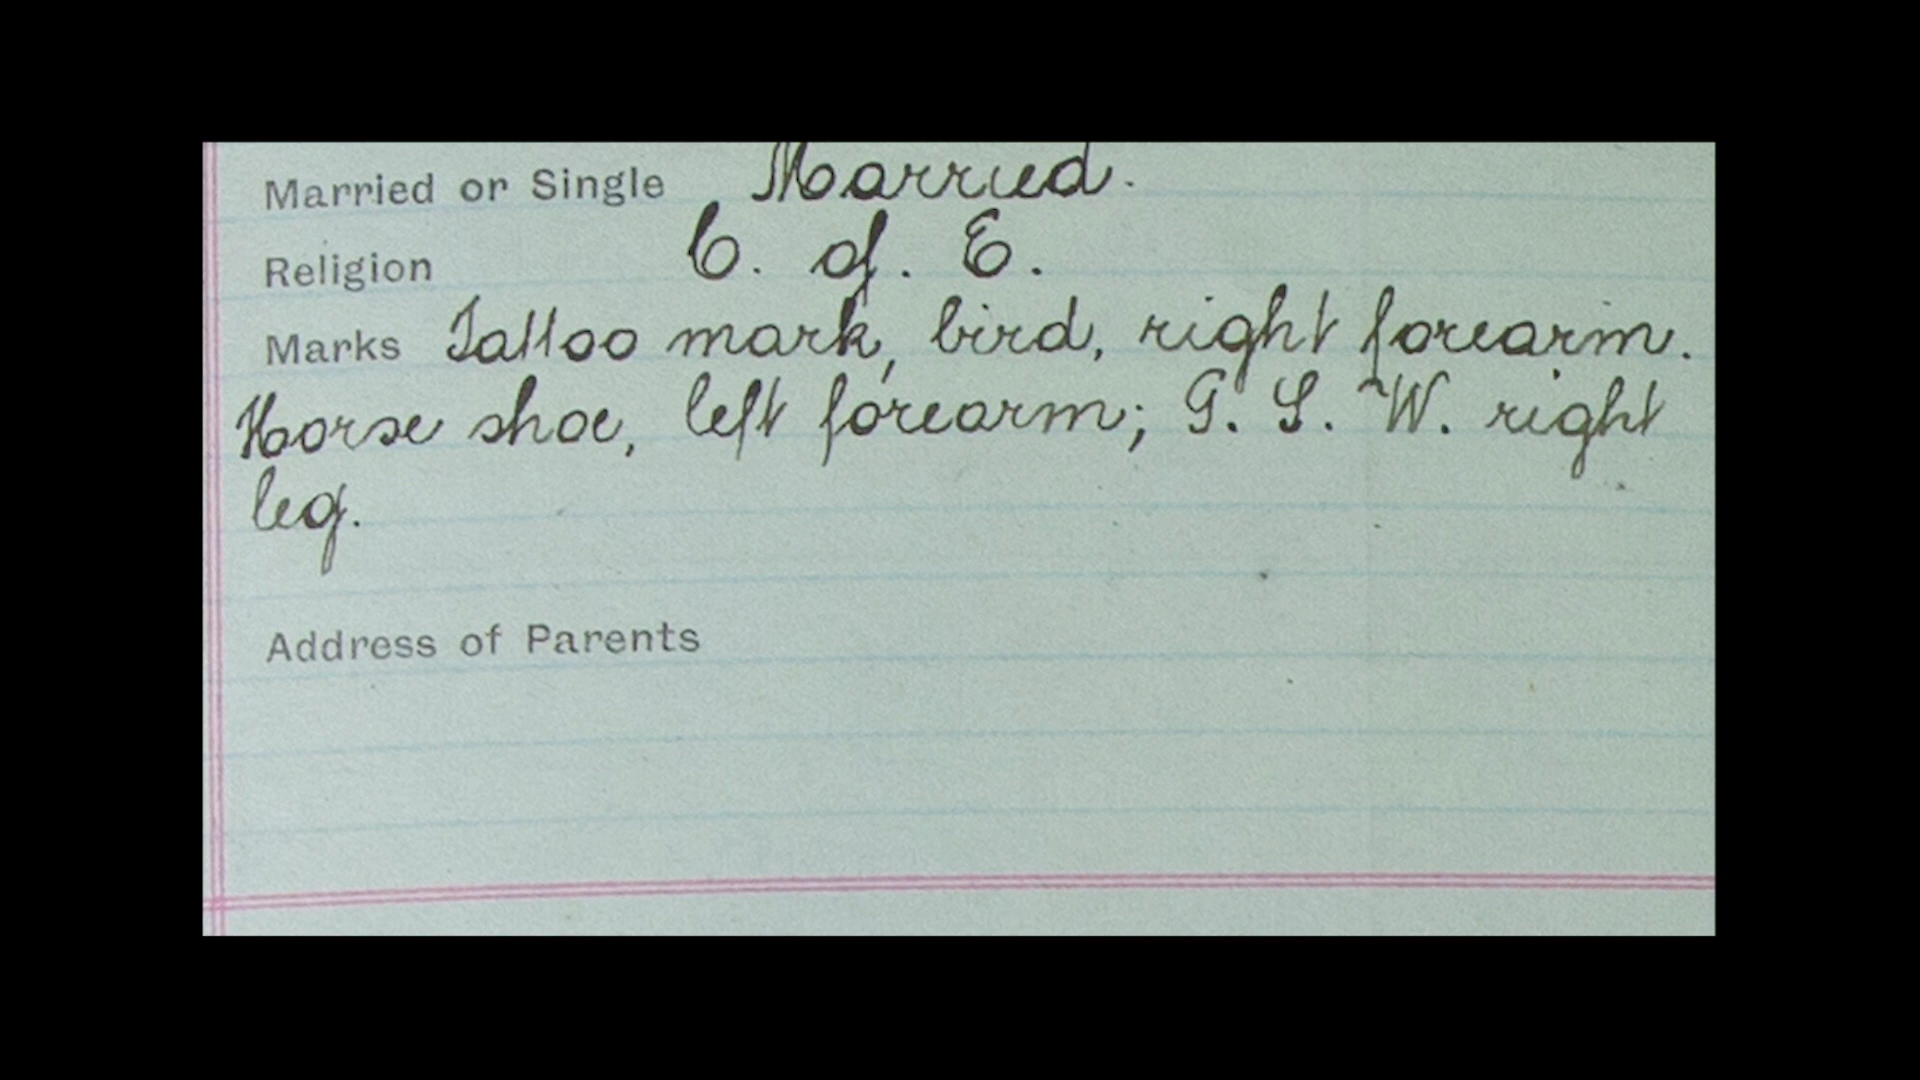 Married or Single Married.
Religion C. of. E.
Marks Tattoo mark, bird, right forearm.
Horse shoe, left forearm; G. S. W. right
leg.
Address of Parents